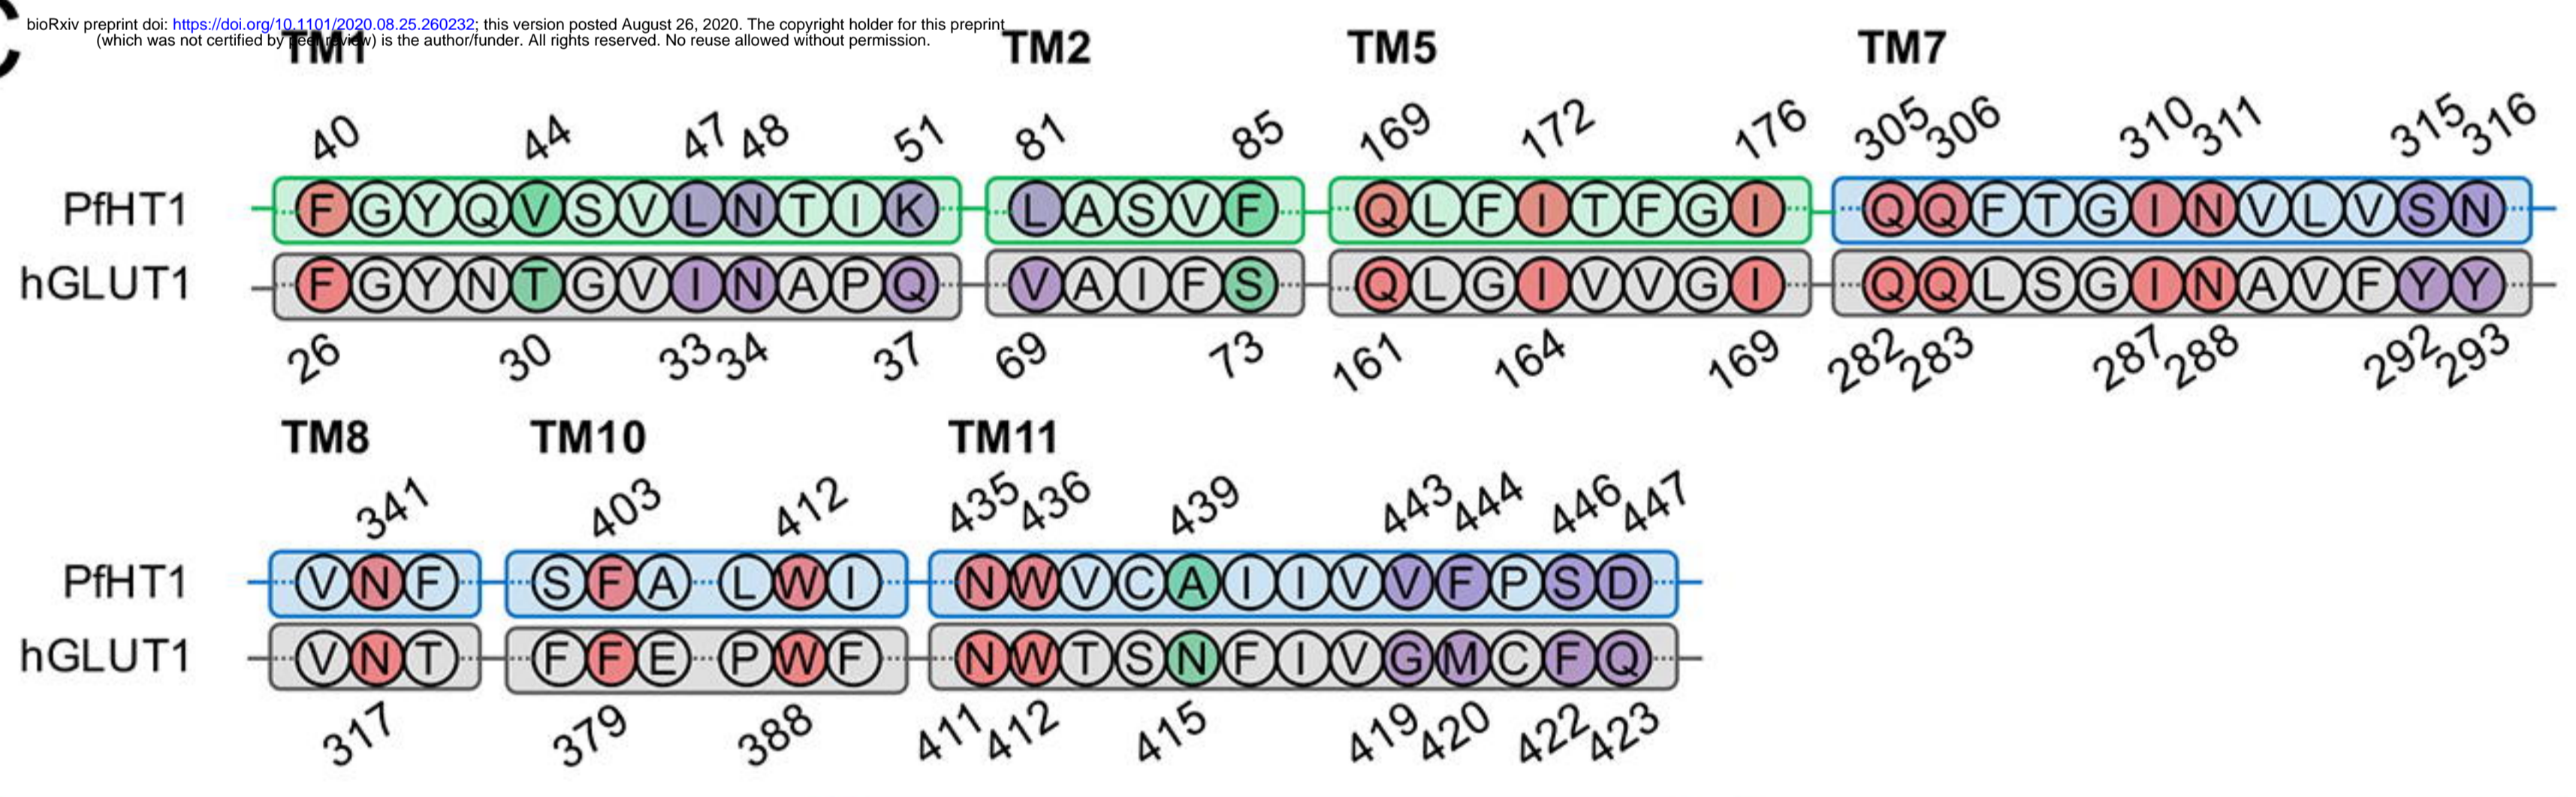 C
bioRxiv preprint doi: https://doi.org/10.1101/2020.08.25.260232; this version posted August 26, 2020. The copyright holder for this preprint
(which was not certified by peer review) is the author/funder. All rights reserved. No reuse allowed without permission.
TM1 TM2 TM5 TM7
40 44 47 48 51 81 85 169 172 176 305 306 310 311 315 316
PfHT1 F G Y Q V S V L N T I K L A S V F Q L F I T F G I Q Q F T G I N V L V S N
hGLUT1 F G Y N T G V I N A P Q V A I F S Q L G I V V G I Q Q L S G I N A V F Y Y
26 30 33 34 37 69 73 161 164 169 282 283 287 288 292 293
TM8 TM10 TM11
341 403 412 435 436 439 443 444 446 447
PfHT1 V N F S F A L W I N W V C A I I V V F P S D
hGLUT1 V N T F F E P W F N W T S N F I V G M C F Q
317 379 388 411 412 415 419 420 422 423